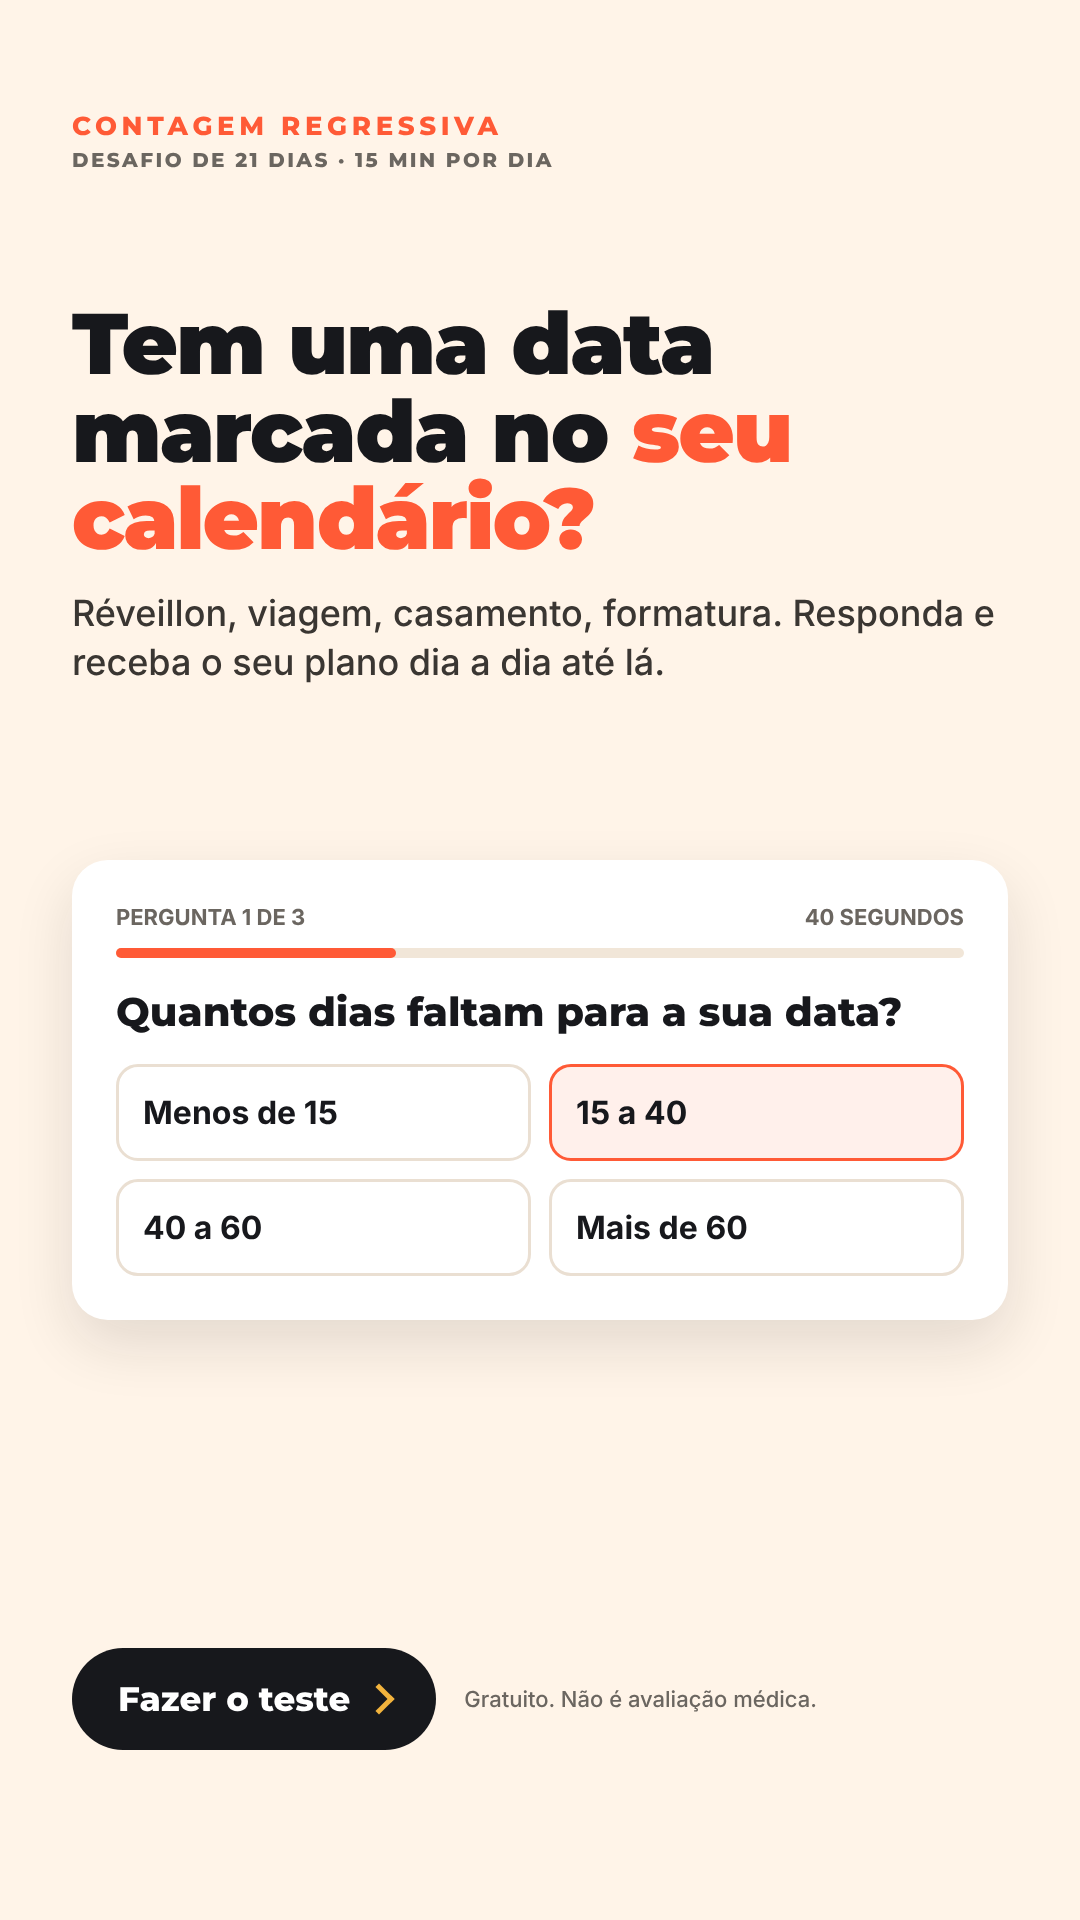 CONTAGEM REGRESSIVA
DESAFIO DE 21 DIAS · 15 MIN POR DIA
Tem uma data
marcada no seu
calendário?
Réveillon, viagem, casamento, formatura. Responda e
receba o seu plano dia a dia até lá.
PERGUNTA 1 DE 3
40 SEGUNDOS
Quantos dias faltam para a sua data?
Menos de 15
15 a 40
40 a 60
Mais de 60
Fazer o teste
Gratuito. Não é avaliação médica.